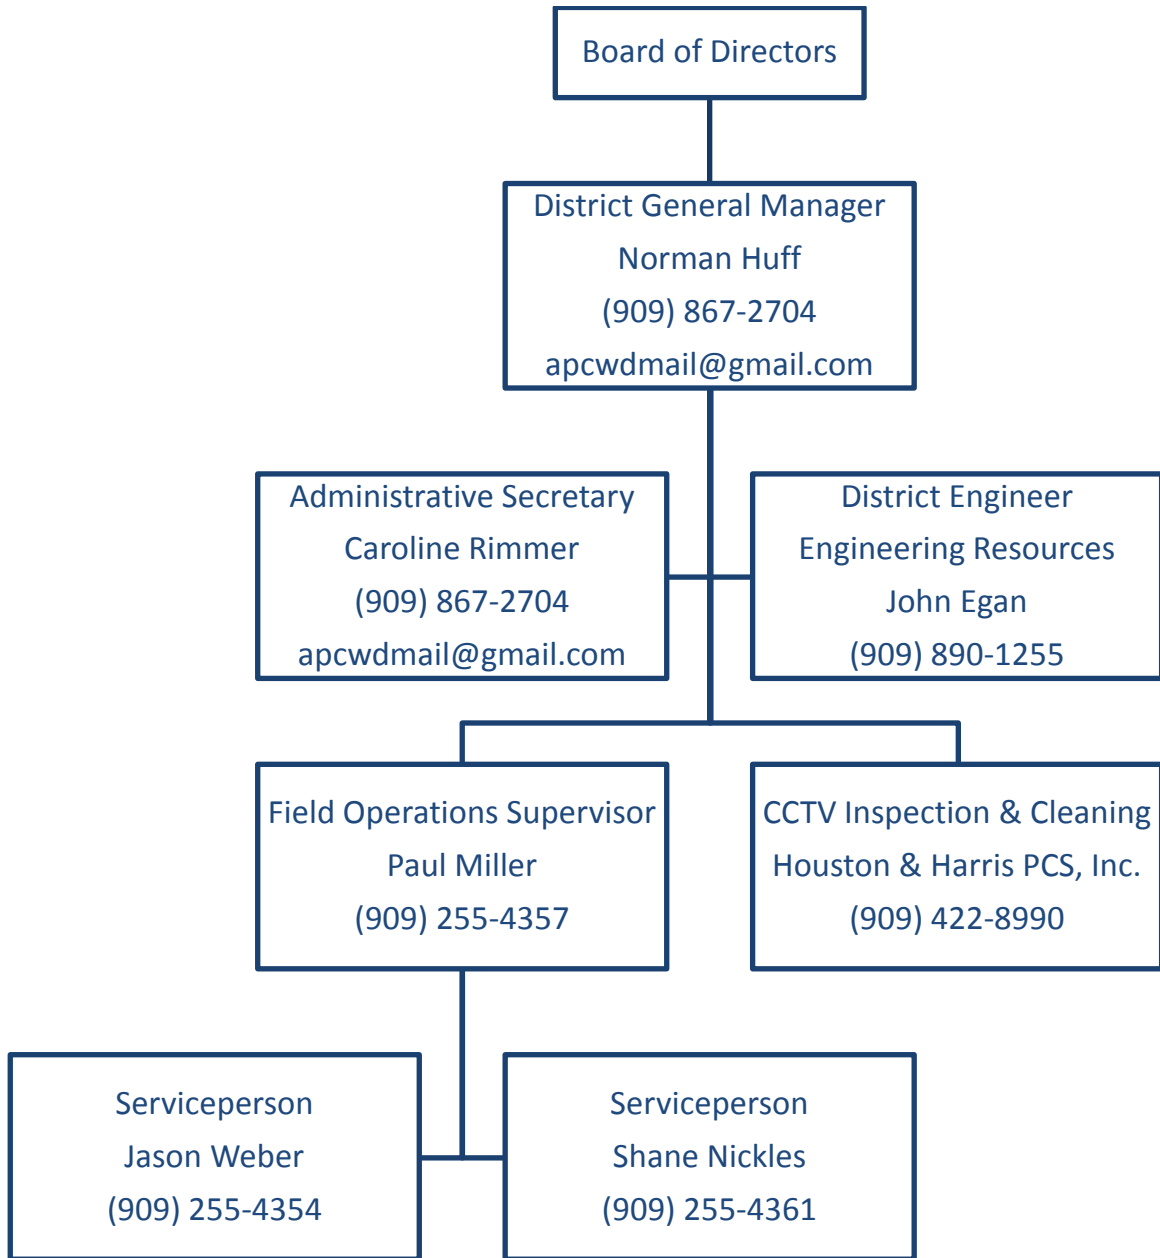 Board of Directors
District General Manager
Norman Huff
(909) 867-2704
apcwdmail@gmail.com
Administrative Secretary
Caroline Rimmer
(909) 867-2704
apcwdmail@gmail.com
District Engineer
Engineering Resources
John Egan
(909) 890-1255
Field Operations Supervisor
Paul Miller
(909) 255-4357
CCTV Inspection & Cleaning
Houston & Harris PCS, Inc.
(909) 422-8990
Serviceperson
Jason Weber
(909) 255-4354
Serviceperson
Shane Nickles
(909) 255-4361